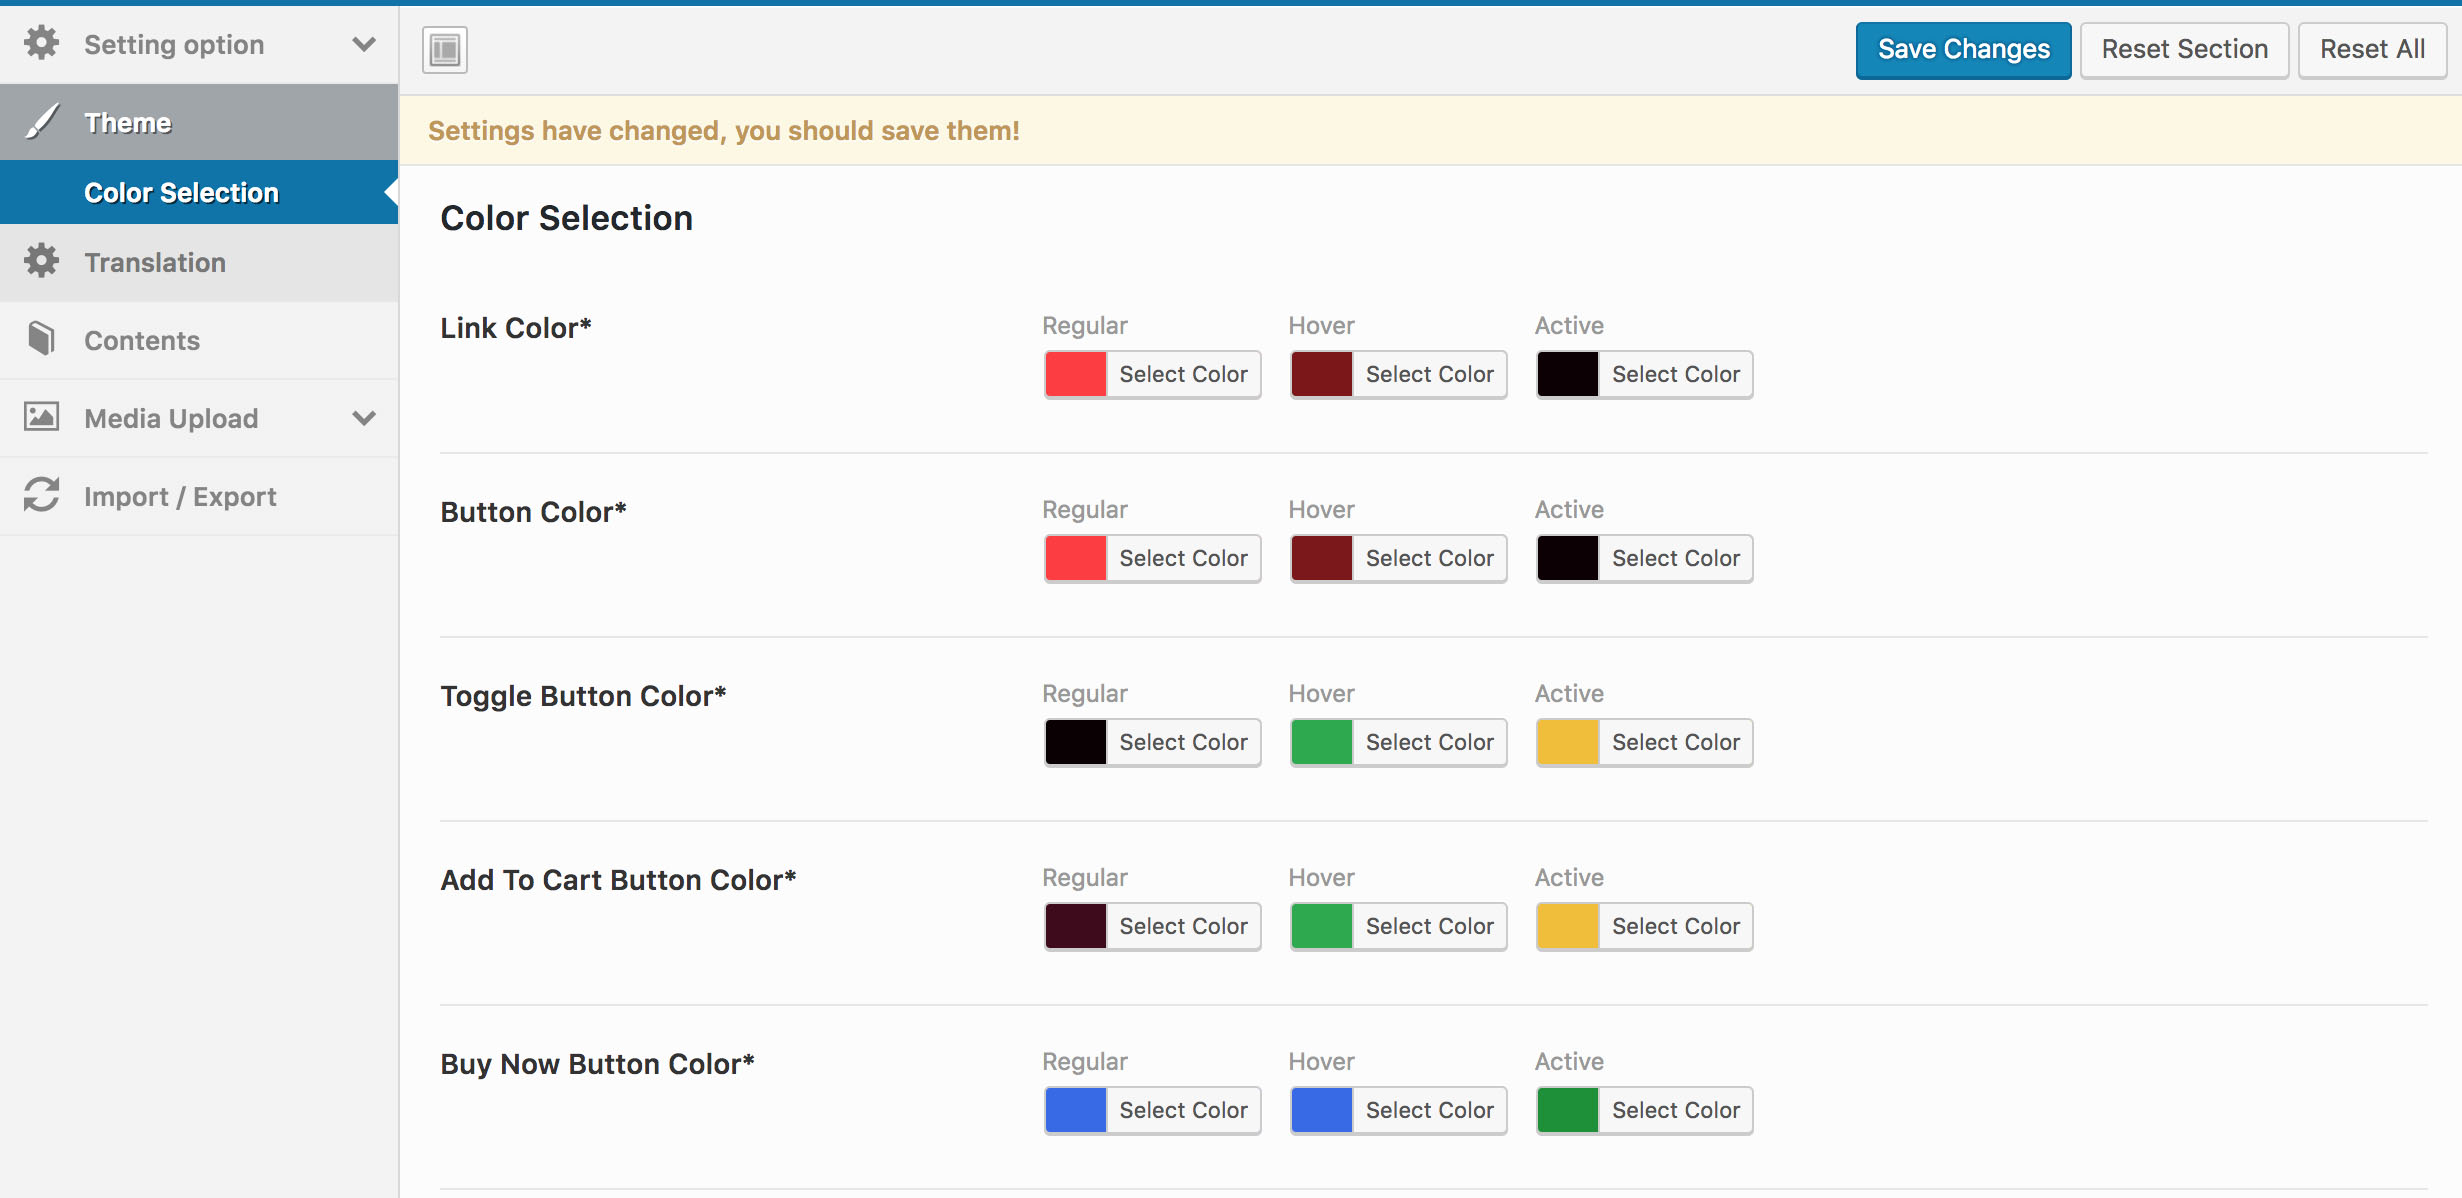 Setting option
Theme
Color Selection
Translation
Contents
Media Upload
Import / Export
Save Changes
Reset Section
Reset All
Settings have changed, you should save them!
Color Selection
Link Color*
Regular Hover Active
Select Color Select Color Select Color
Button Color*
Regular Hover Active
Select Color Select Color Select Color
Toggle Button Color*
Regular Hover Active
Select Color Select Color Select Color
Add To Cart Button Color*
Regular Hover Active
Select Color Select Color Select Color
Buy Now Button Color*
Regular Hover Active
Select Color Select Color Select Color